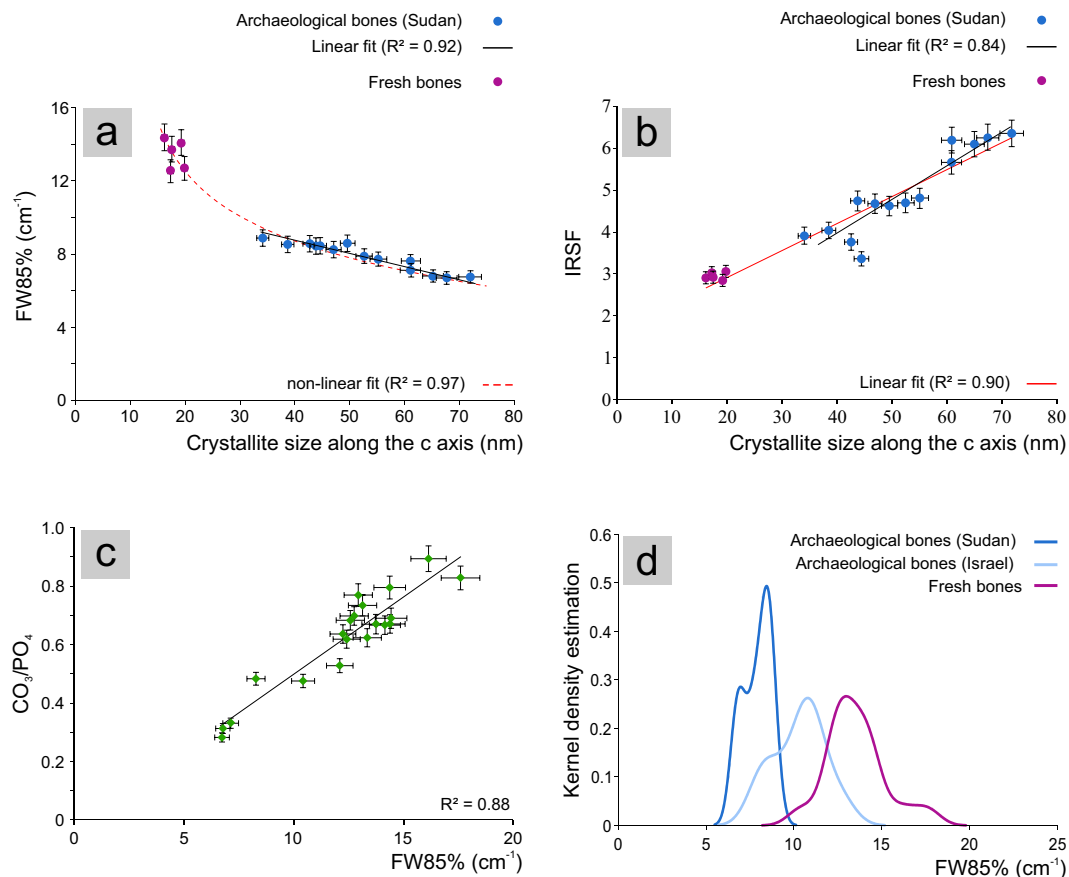 Archaeological bones (Sudan)
Linear fit (R² = 0.92)
Fresh bones
a
16
12
8
4
0
FW85% (cm⁻¹)
non-linear fit (R² = 0.97)
0 10 20 30 40 50 60 70 80
Crystallite size along the c axis (nm)
Archaeological bones (Sudan)
Linear fit (R² = 0.84)
Fresh bones
b
7
6
5
4
3
2
1
0
IRSF
Linear fit (R² = 0.90)
0 10 20 30 40 50 60 70 80
Crystallite size along the c axis (nm)
c
1.0
0.8
0.6
0.4
0.2
0
CO₃/PO₄
R² = 0.88
0 5 10 15 20
FW85% (cm⁻¹)
d
Archaeological bones (Sudan)
Archaeological bones (Israel)
Fresh bones
0.6
0.5
0.4
0.3
0.2
0.1
0
Kernel density estimation
0 5 10 15 20 25
FW85% (cm⁻¹)